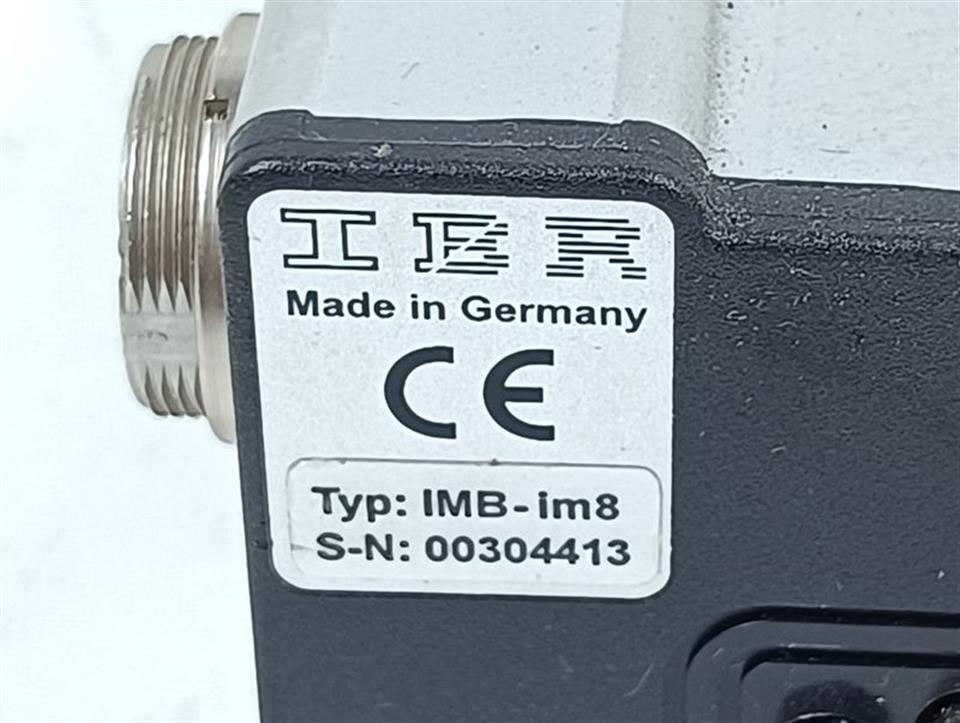 IBR
Made in Germany
CE
Typ: IMB-im8
S-N: 00304413